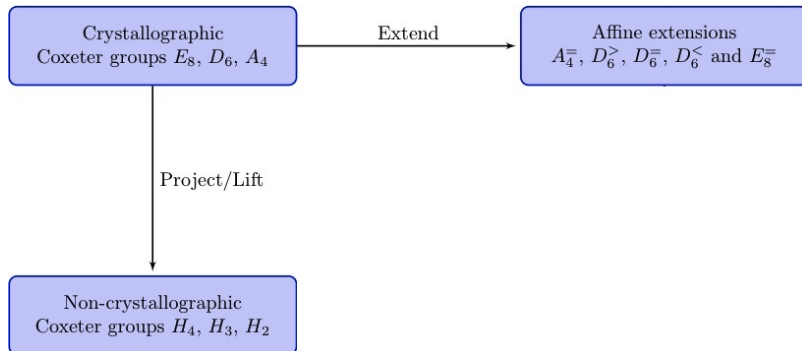 Crystallographic
Coxeter groups E₈, D₆, A₄
Extend
Affine extensions
A₄⁼, D₆^>, D₆⁼, D₆^< and E₈⁼
Project/Lift
Non-crystallographic
Coxeter groups H₄, H₃, H₂